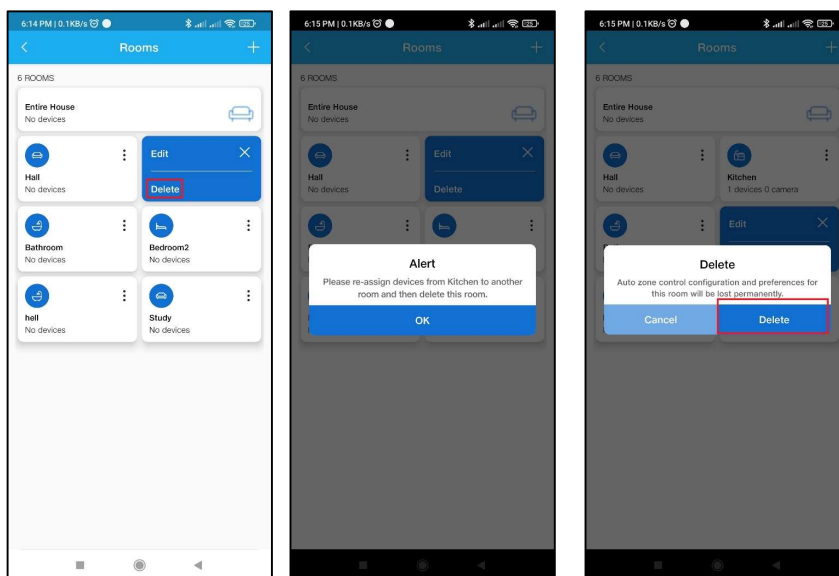 6:14 PM | 0.1KB/s
25
Rooms
6 ROOMS
Entire House
No devices
Hall
No devices
Edit
Delete
Bathroom
No devices
Bedroom2
No devices
hell
No devices
Study
No devices
6:15 PM | 0.1KB/s
25
Rooms
6 ROOMS
Entire House
No devices
Hall
No devices
Edit
Delete
Alert
Please re-assign devices from Kitchen to another
room and then delete this room.
OK
6:15 PM | 0.1KB/s
25
Rooms
6 ROOMS
Entire House
No devices
Hall
No devices
Kitchen
1 devices 0 camera
Edit
Delete
Auto zone control configuration and preferences for
this room will be lost permanently.
Cancel
Delete